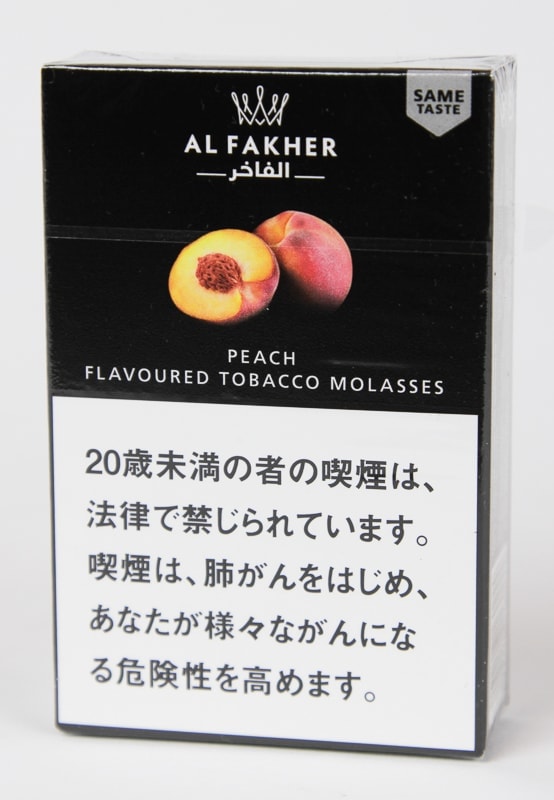 SAME
TASTE
AL FAKHER
الفاخر
PEACH
FLAVOURED TOBACCO MOLASSES
20歳未満の者の喫煙は、
法律で禁じられています。
喫煙は、肺がんをはじめ、
あなたが様々ながんにな
る危険性を高めます。